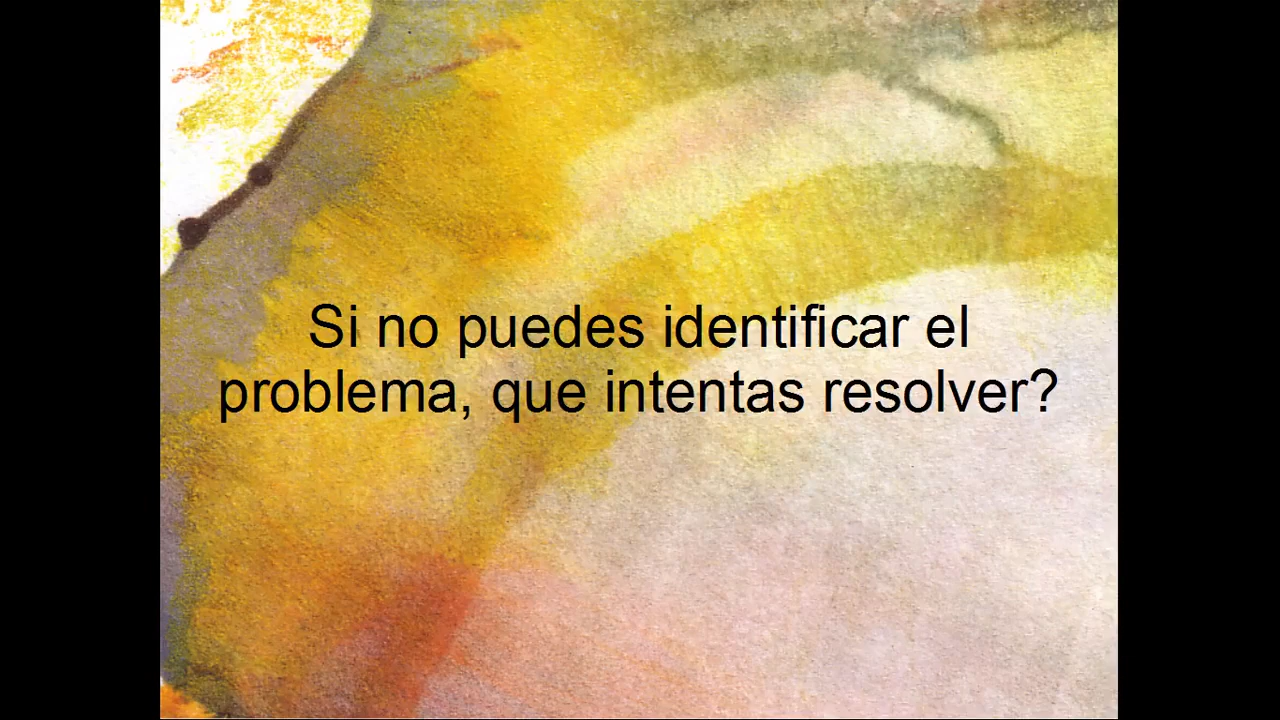 Si no puedes identificar el
problema, que intentas resolver?